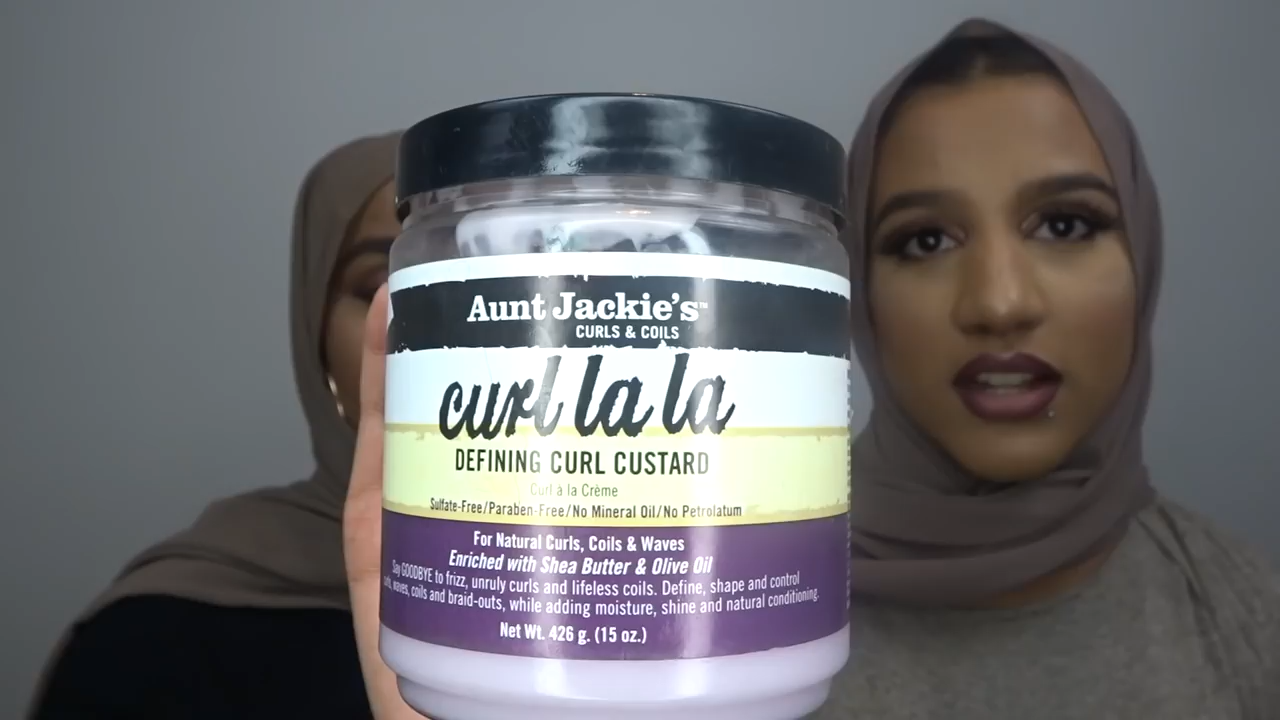 Aunt Jackie's™
CURLS & COILS
curl la la
DEFINING CURL CUSTARD
Curl à la Crème
Sulfate-Free/Paraben-Free/No Mineral Oil/No Petrolatum
For Natural Curls, Coils & Waves
Enriched with Shea Butter & Olive Oil
Say GOODBYE to frizz, unruly curls and lifeless coils. Define, shape and control
curls, waves, coils and braid-outs, while adding moisture, shine and natural conditioning.
Net Wt. 426 g. (15 oz.)